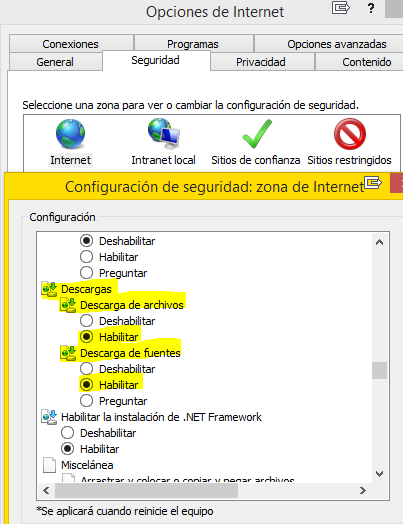 Opciones de Internet
?
Conexiones Programas Opciones avanzadas
General Seguridad Privacidad Contenido
Seleccione una zona para ver o cambiar la configuración de seguridad.
Internet Intranet local Sitios de confianza Sitios restringidos
Configuración de seguridad: zona de Internet
Configuración
Deshabilitar
Habilitar
Preguntar
Descargas
Descarga de archivos
Deshabilitar
Habilitar
Descarga de fuentes
Deshabilitar
Habilitar
Preguntar
Habilitar la instalación de .NET Framework
Deshabilitar
Habilitar
Miscelánea
Arrastrar y colocar o copiar y pegar archivos
*Se aplicará cuando reinicie el equipo